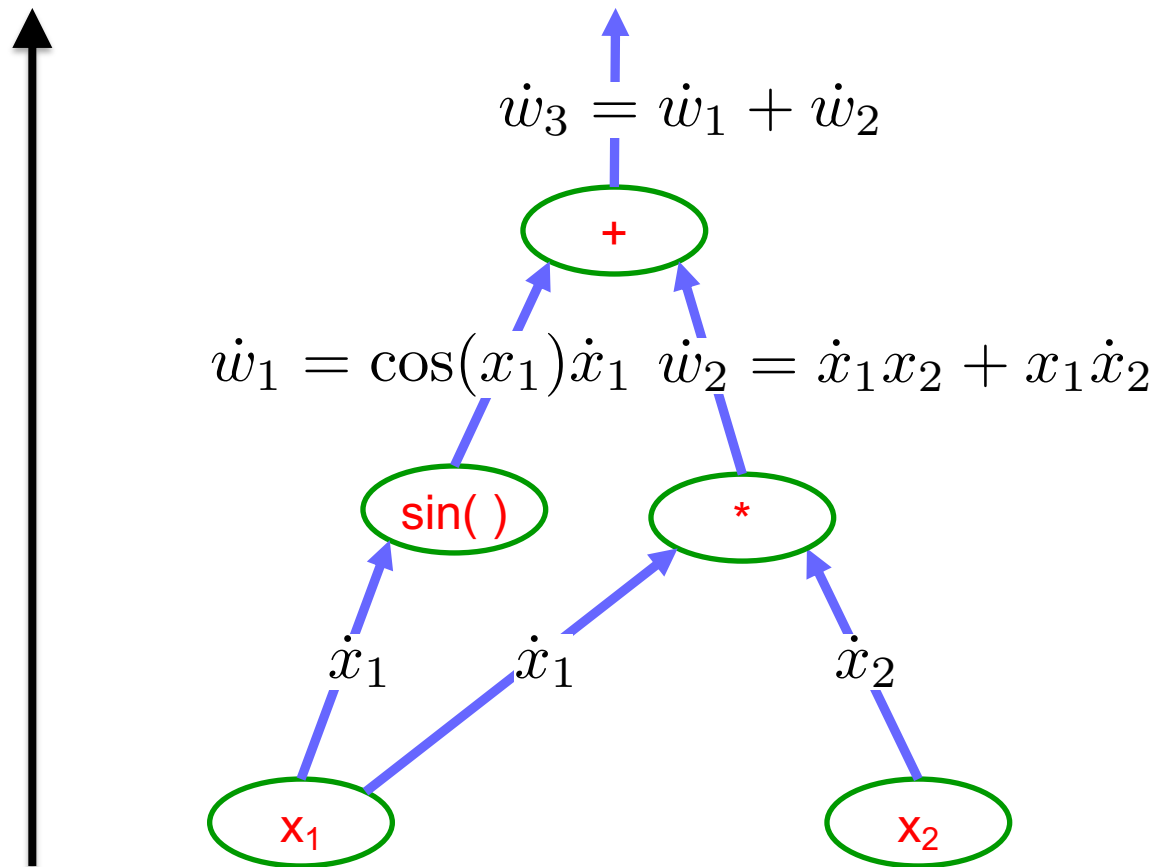 ẇ₃ = ẇ₁ + ẇ₂
+
ẇ₁ = cos(x₁)ẋ₁ ẇ₂ = ẋ₁x₂ + x₁ẋ₂
sin( ) *
ẋ₁ ẋ₁ ẋ₂
x₁ x₂